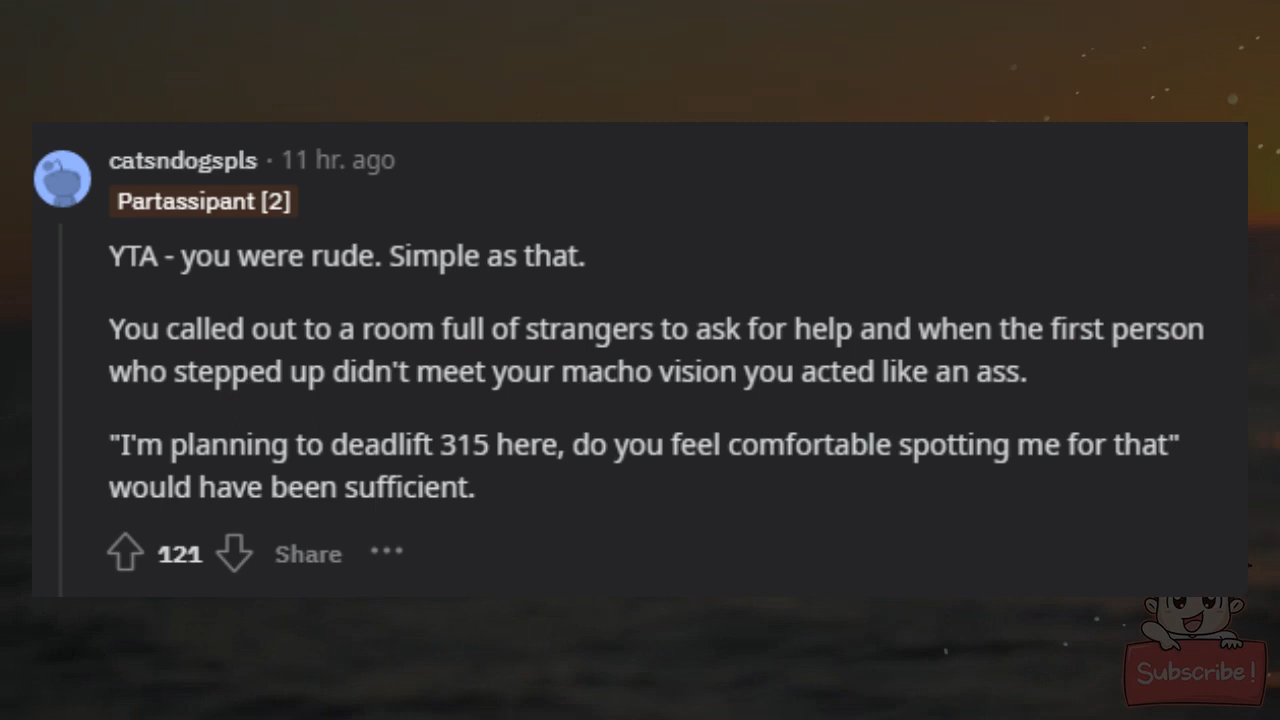 catsndogspls · 11 hr. ago
Partassipant [2]
YTA - you were rude. Simple as that.
You called out to a room full of strangers to ask for help and when the first person
who stepped up didn't meet your macho vision you acted like an ass.
"I'm planning to deadlift 315 here, do you feel comfortable spotting me for that"
would have been sufficient.
121 Share ···
Subscribe!